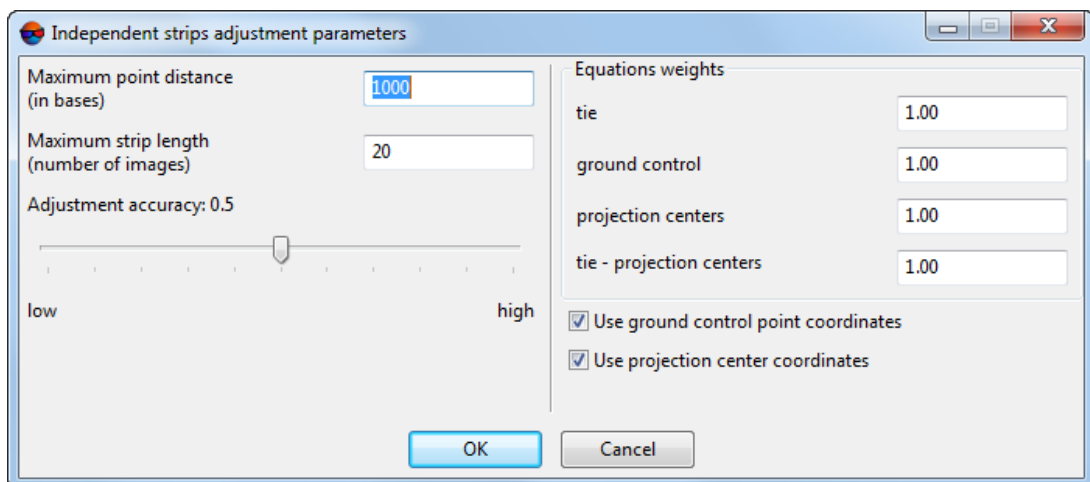 Independent strips adjustment parameters
Maximum point distance
(in bases)
1000
Maximum strip length
(number of images)
20
Adjustment accuracy: 0.5
low
high
Equations weights
tie
1.00
ground control
1.00
projection centers
1.00
tie - projection centers
1.00
Use ground control point coordinates
Use projection center coordinates
OK
Cancel